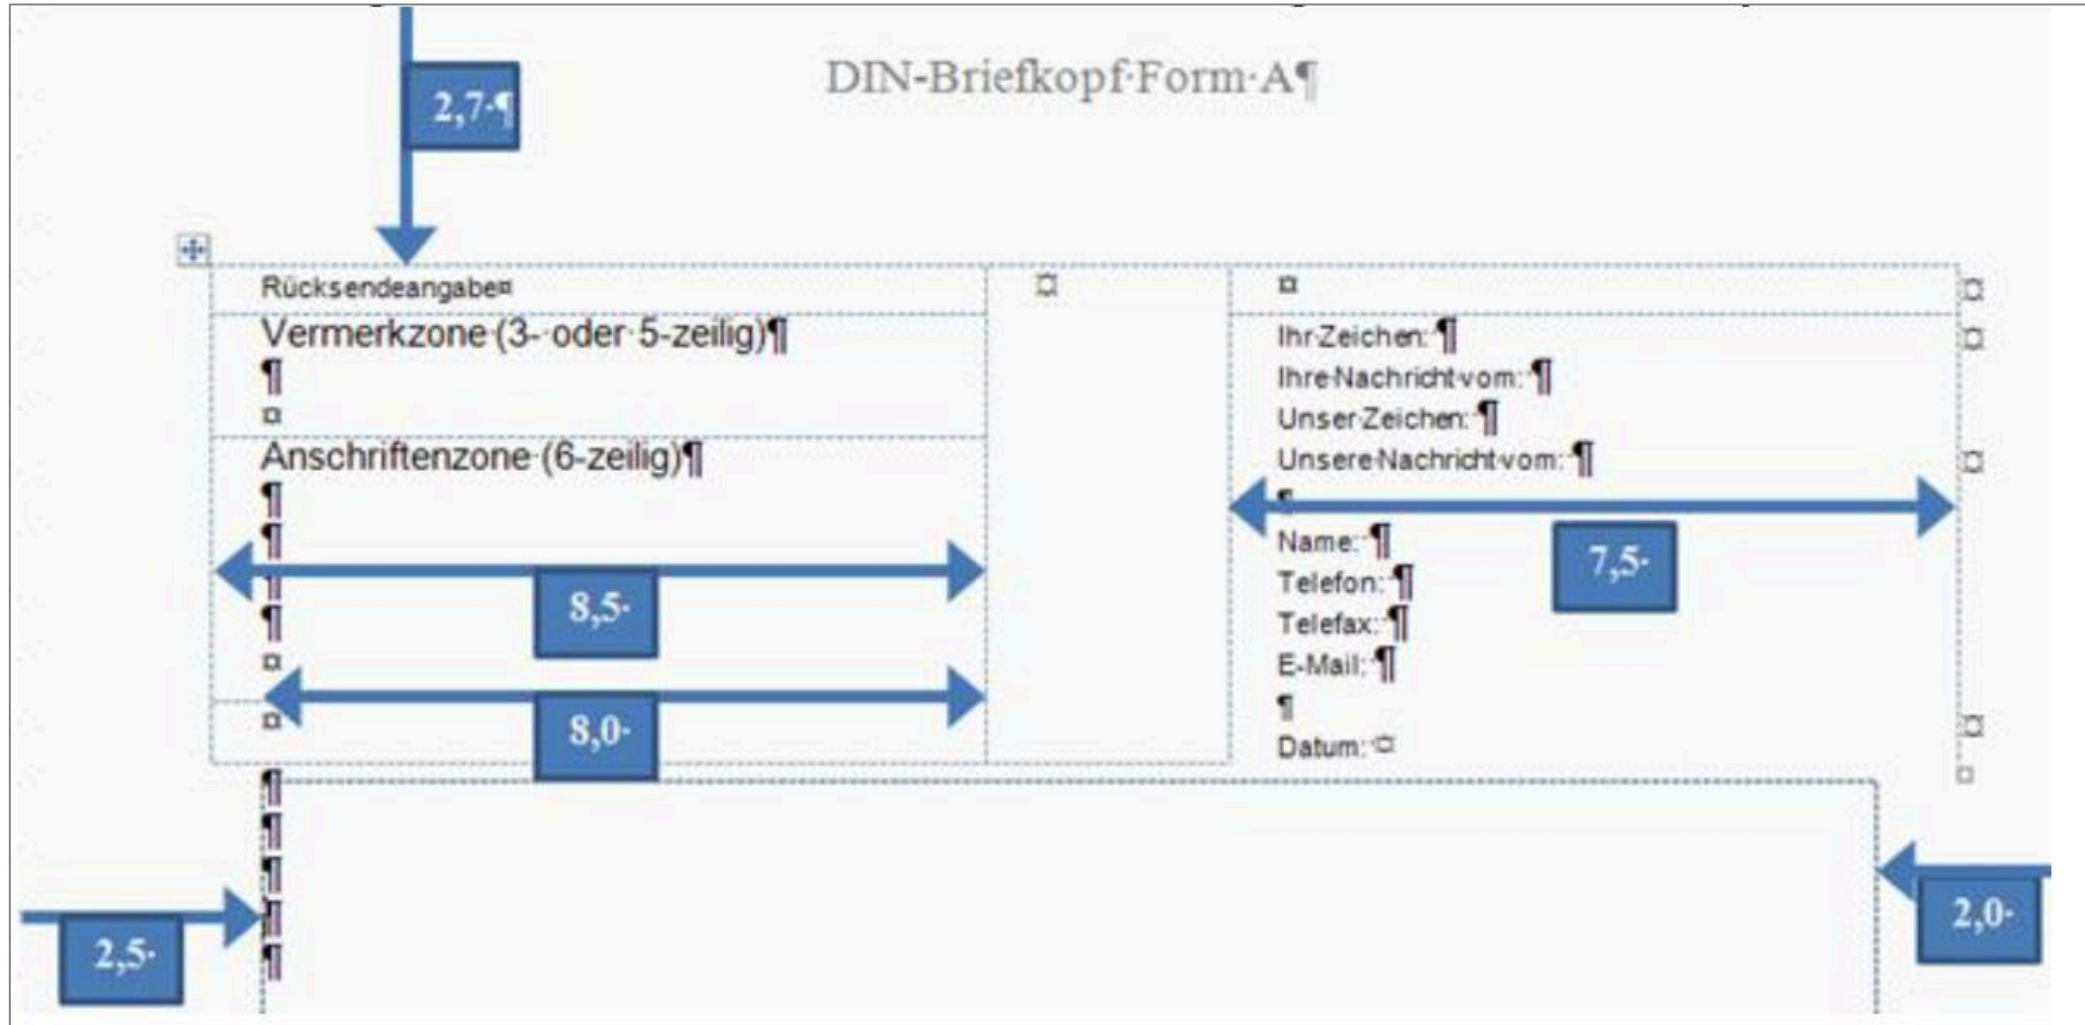 DIN-Briefkopf·Form·A¶
2,7·¶
Rücksendeangabe¤
¤
¤
¤
Vermerkzone·(3-·oder·5-zeilig)¶
¶
¤
Anschriftenzone·(6-zeilig)¶
¶
¶
¶
¶
¤
¤
8,5·
8,0·
Ihr·Zeichen:·¶
¤
Ihre·Nachricht·vom:·¶
Unser·Zeichen:·¶
Unsere·Nachricht·vom:·¶
¤
¶
7,5·
Name:·¶
Telefon:·¶
Telefax:·¶
E-Mail:·¶
¶
¤
Datum:·¤
¶
¶
¶
¶
¶
2,5·
2,0·